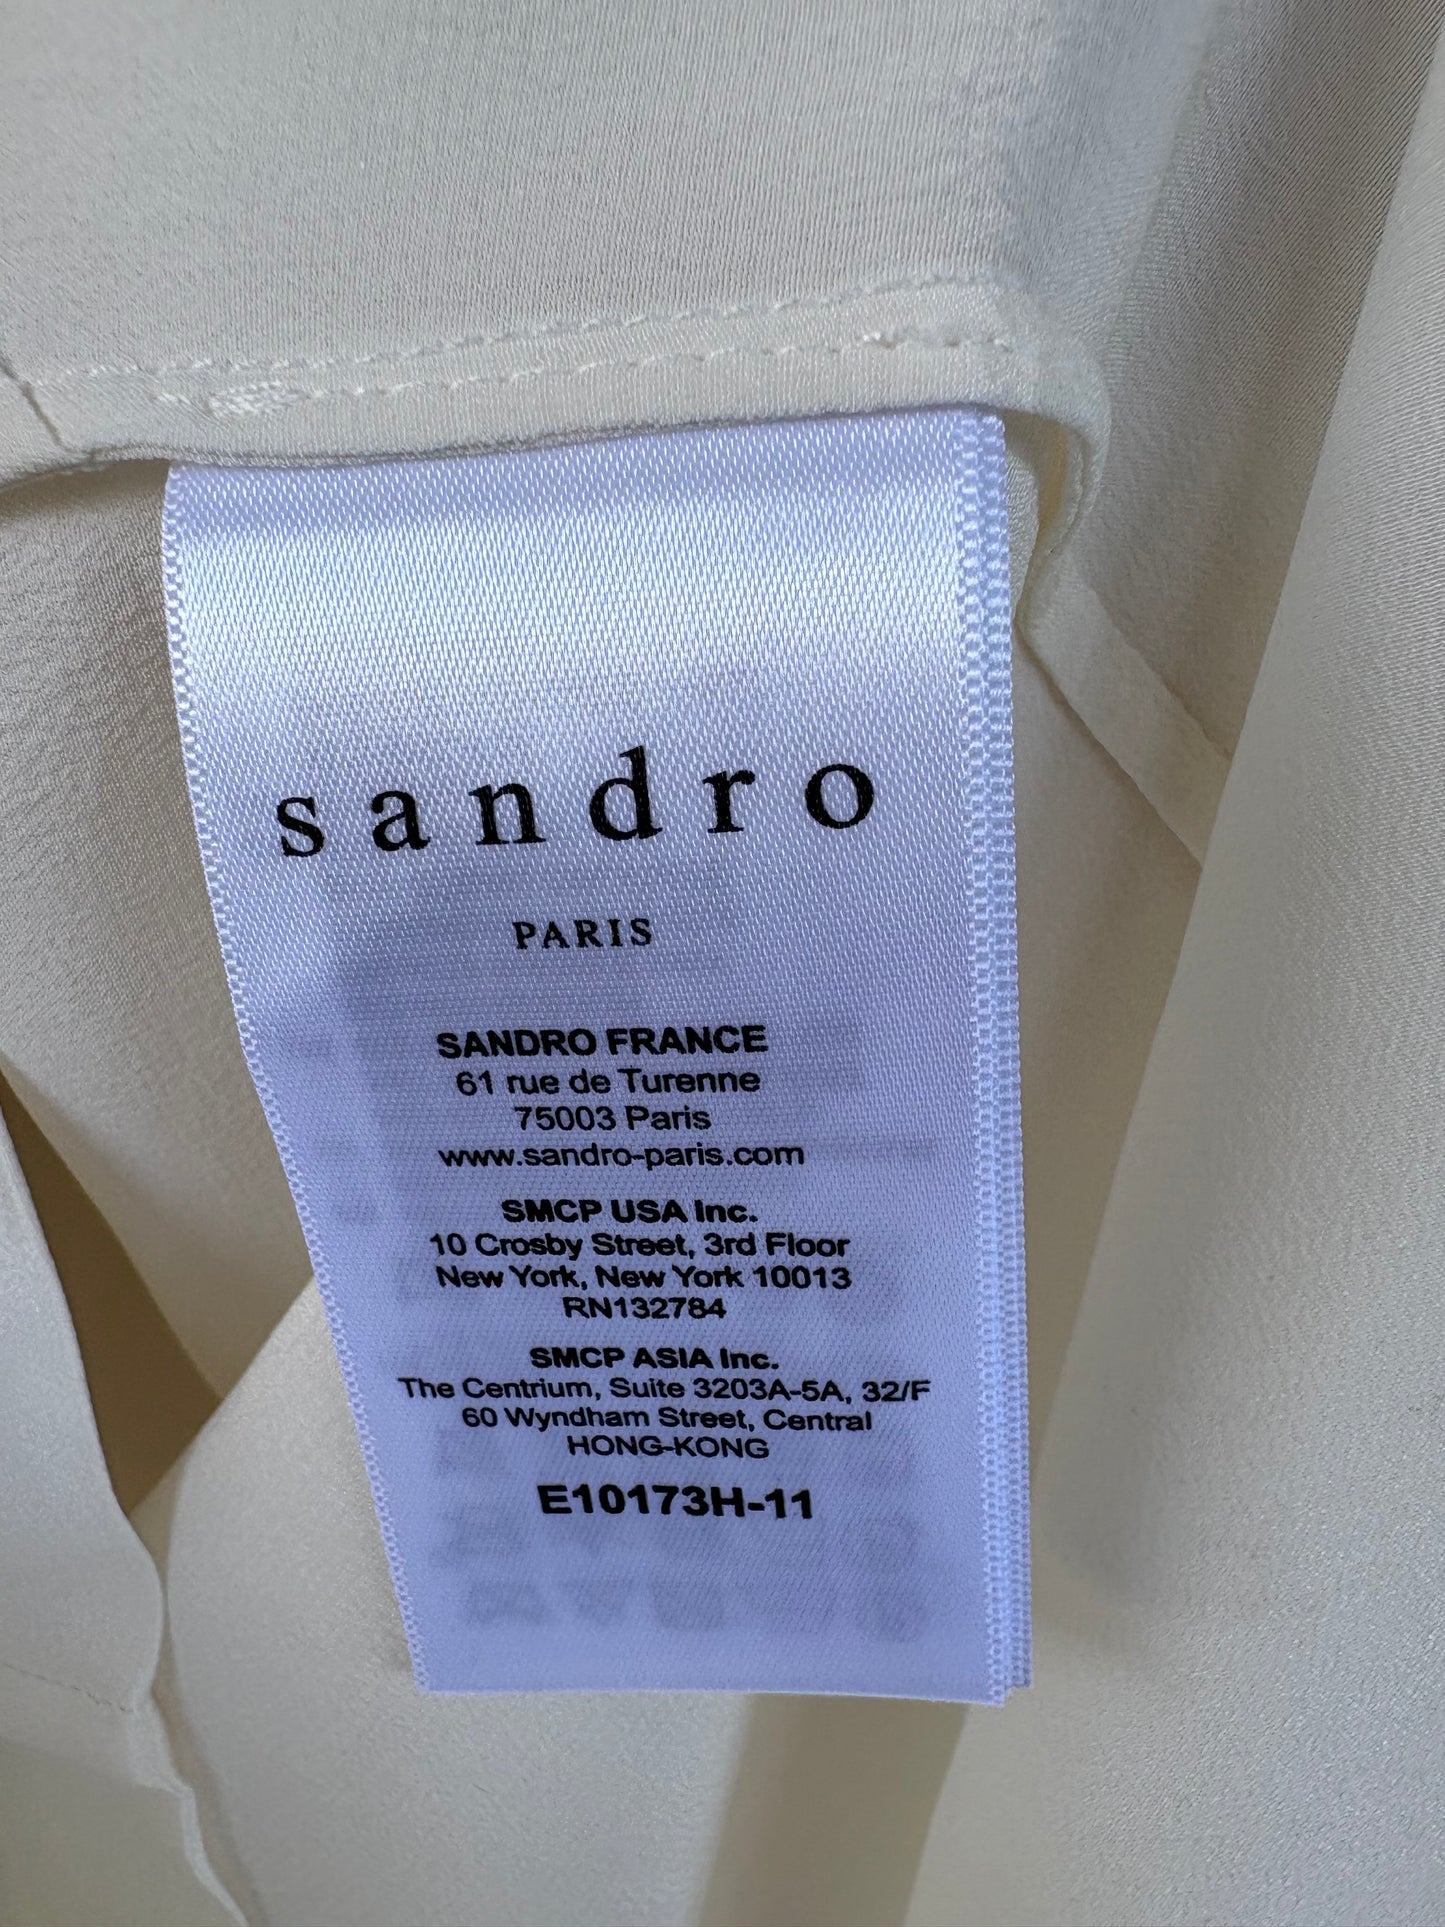 sandro
PARIS
SANDRO FRANCE
61 rue de Turenne
75003 Paris
www.sandro-paris.com
SMCP USA Inc.
10 Crosby Street, 3rd Floor
New York, New York 10013
RN132784
SMCP ASIA Inc.
The Centrium, Suite 3203A-5A, 32/F
60 Wyndham Street, Central
HONG-KONG
E10173H-11